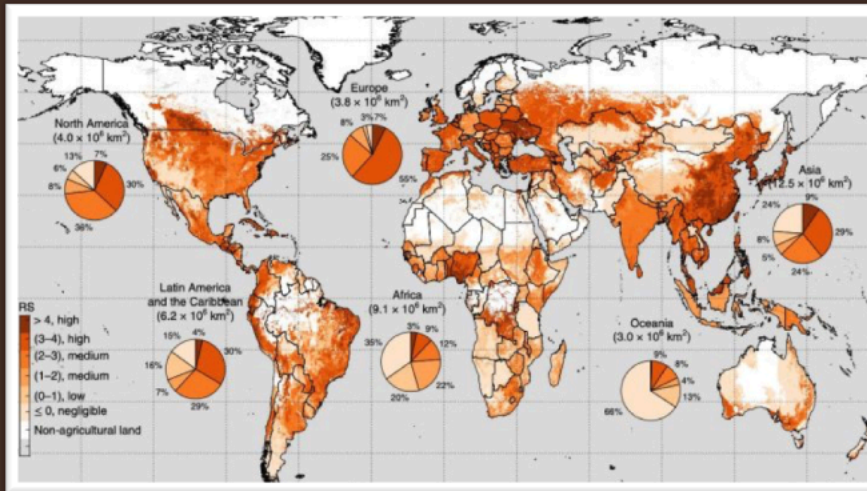 North America
(4.0 × 10⁶ km²)
13%
7%
6%
8%
30%
36%
Europe
(3.8 × 10⁶ km²)
3%
7%
8%
25%
55%
Asia
(12.5 × 10⁶ km²)
9%
24%
29%
8%
5%
24%
Latin America
and the Caribbean
(6.2 × 10⁶ km²)
15%
4%
16%
30%
7%
29%
Africa
(9.1 × 10⁶ km²)
3%
9%
35%
12%
22%
20%
Oceania
(3.0 × 10⁶ km²)
9%
8%
4%
13%
66%
RS
> 4, high
(3–4), high
(2–3), medium
(1–2), medium
(0–1), low
≤ 0, negligible
Non-agricultural land